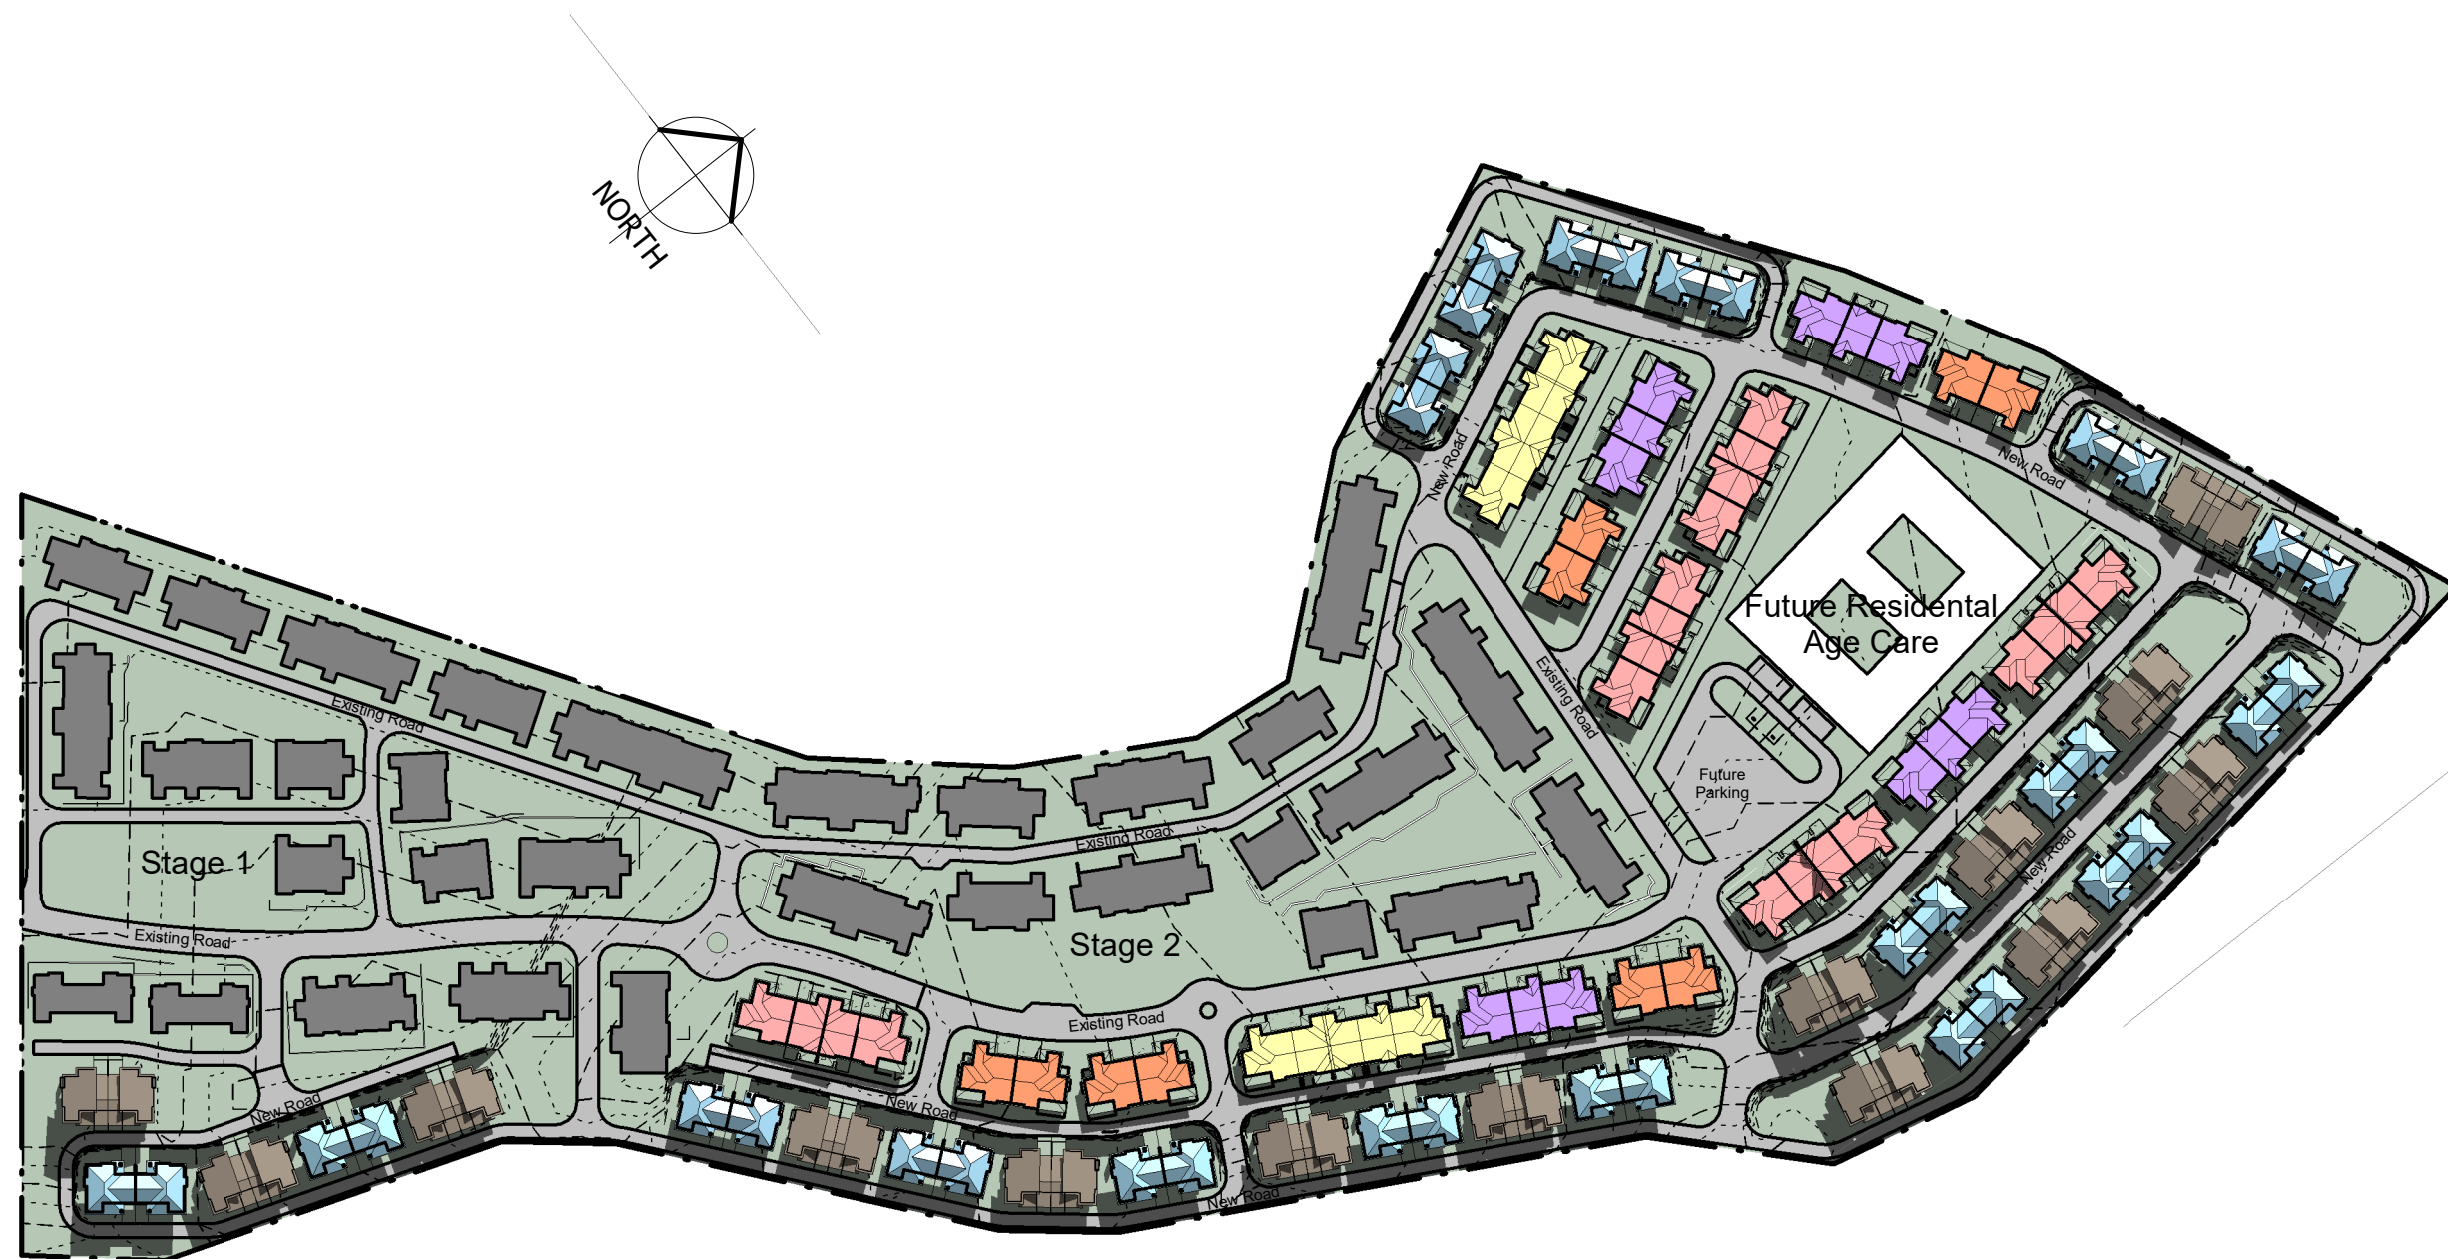 NORTH
New Road
New Road
Future Residental
Age Care
Existing Road
Existing Road
Future
Parking
Existing Road
Stage 1
New Road
Existing Road
Stage 2
Existing Road
New Road
New Road
New Road